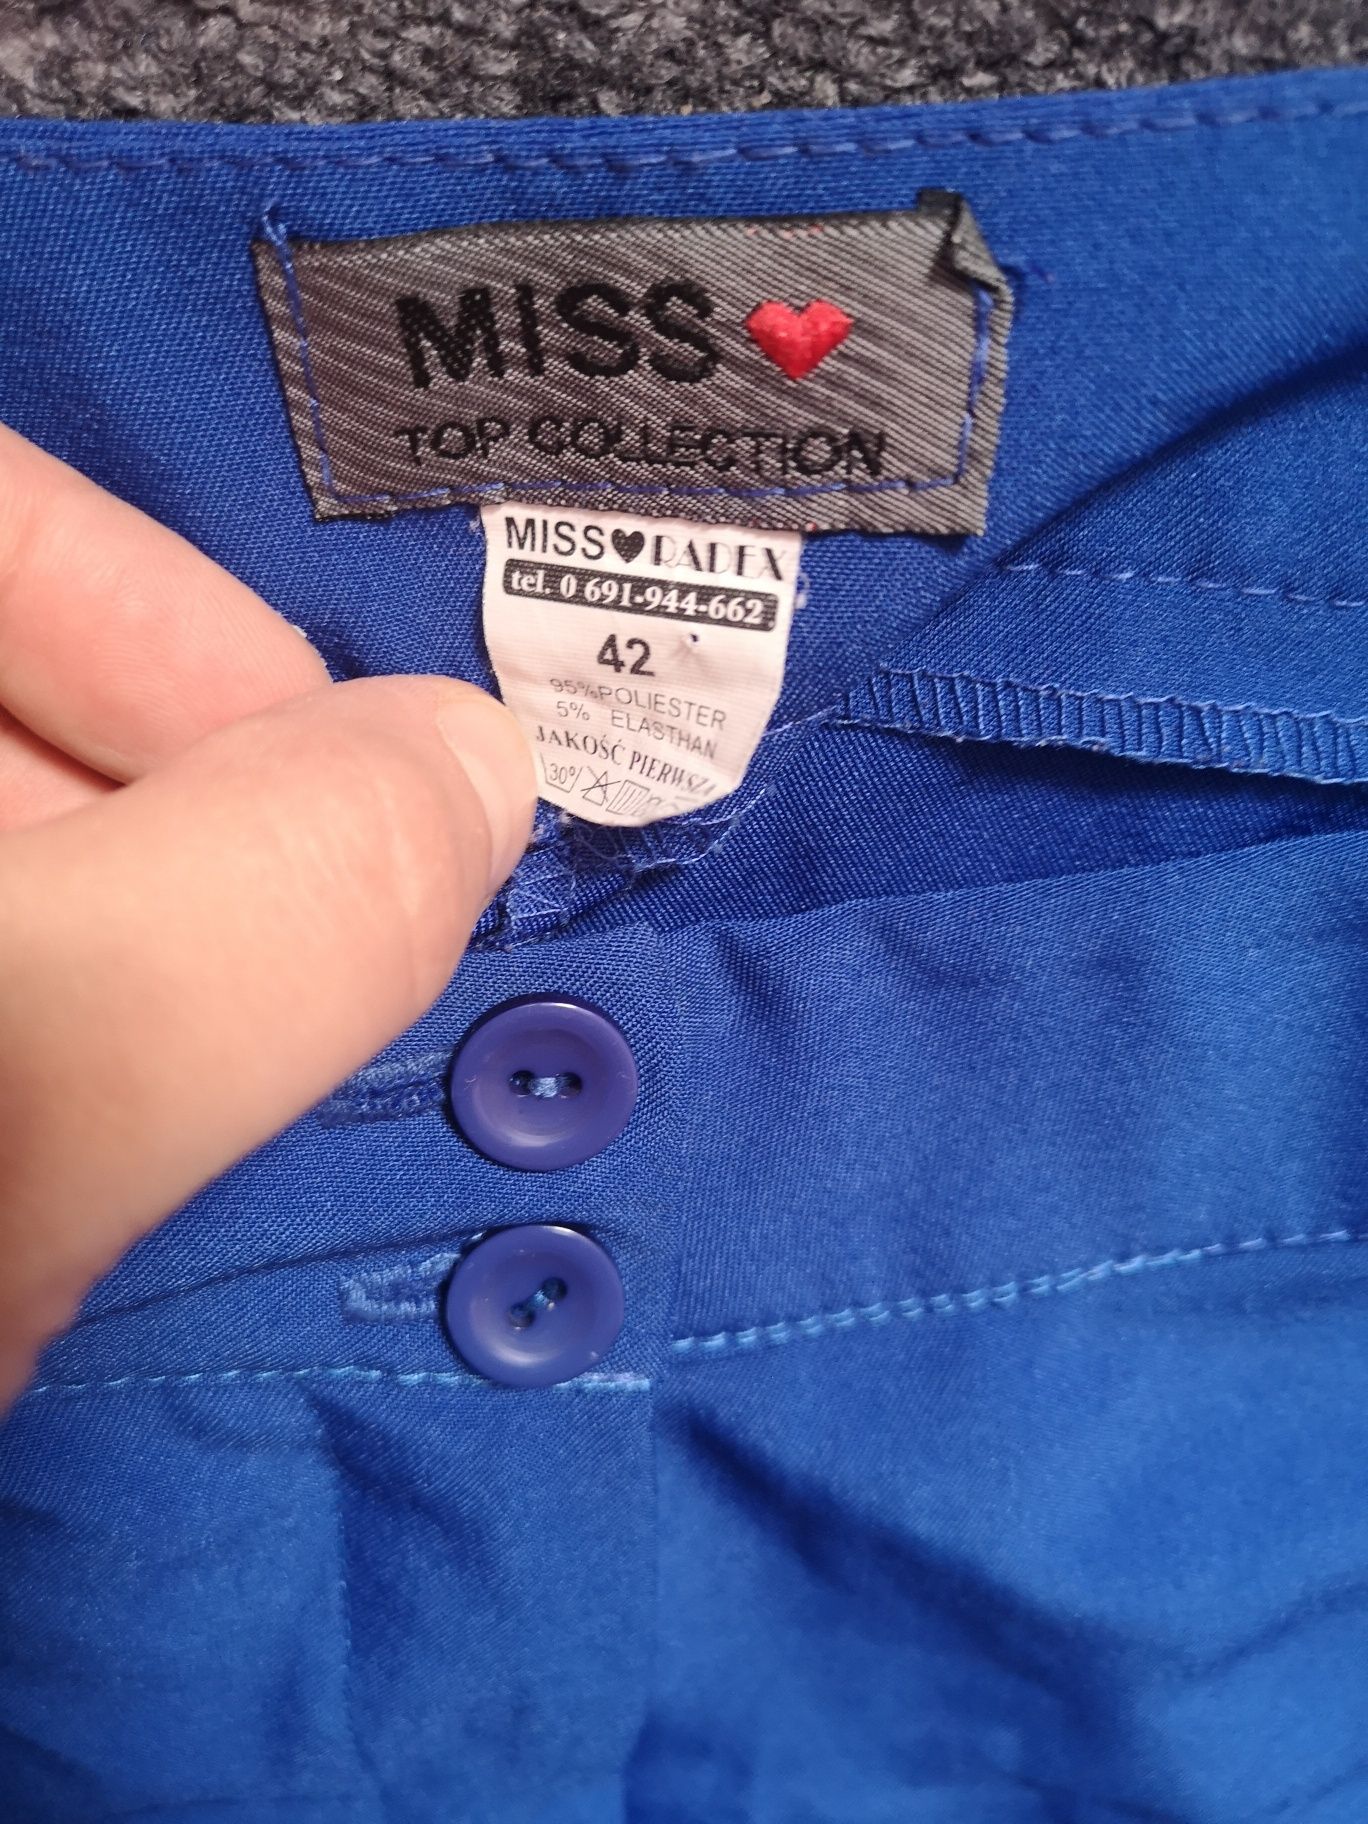 MISS
TOP COLLECTION
MISS RADEX
tel. 0 691-944-662
42
95%POLIESTER
5% ELASTHAN
JAKOŚĆ PIERWSZA
30°